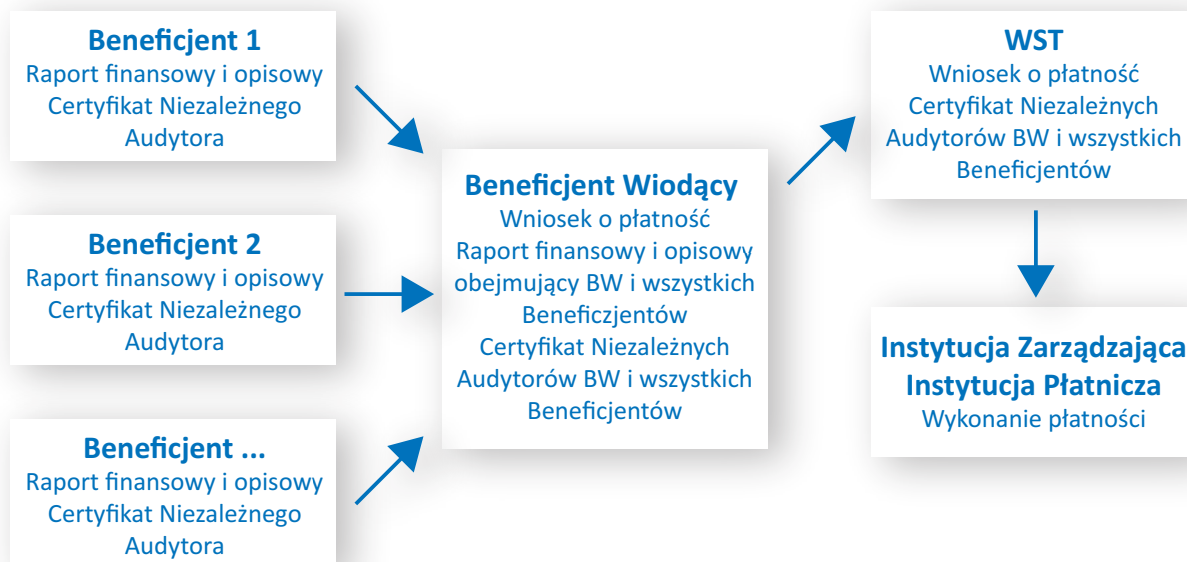 Beneficjent 1
Raport finansowy i opisowy
Certyfikat Niezależnego
Audytora
Beneficjent 2
Raport finansowy i opisowy
Certyfikat Niezależnego
Audytora
Beneficjent ...
Raport finansowy i opisowy
Certyfikat Niezależnego
Audytora
Beneficjent Wiodący
Wniosek o płatność
Raport finansowy i opisowy
obejmujący BW i wszystkich
Beneficzjentów
Certyfikat Niezależnych
Audytorów BW i wszystkich
Beneficjentów
WST
Wniosek o płatność
Certyfikat Niezależnych
Audytorów BW i wszystkich
Beneficjentów
Instytucja Zarządzająca
Instytucja Płatnicza
Wykonanie płatności